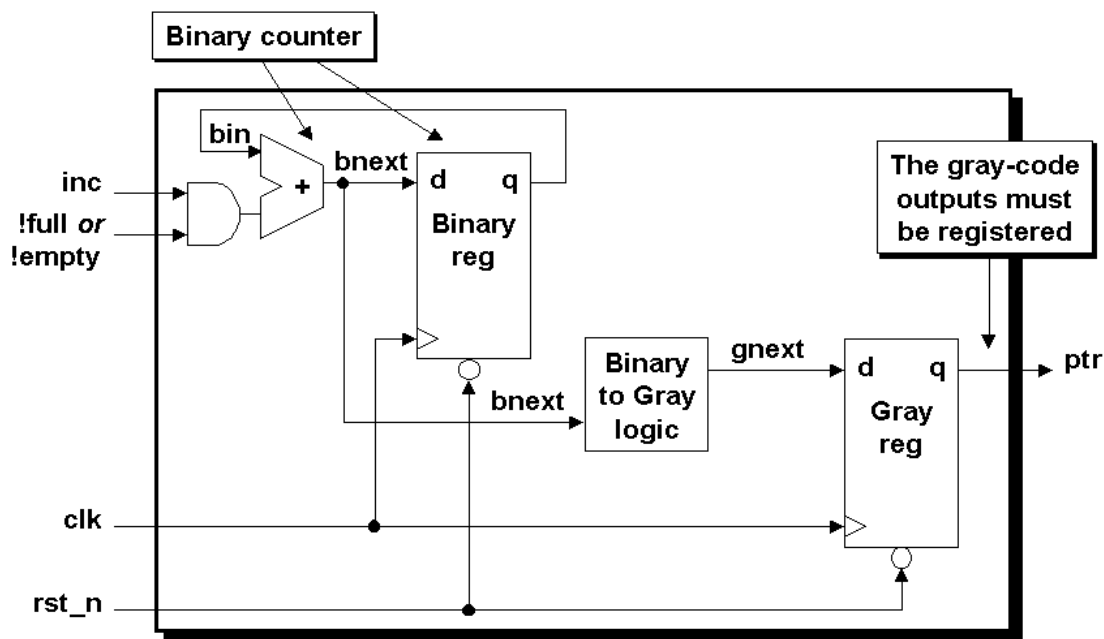 Binary counter
bin
bnext
inc
!full or
!empty
+
d q
Binary
reg
The gray-code
outputs must
be registered
bnext
Binary
to Gray
logic
gnext
d q
Gray
reg
ptr
clk
rst_n